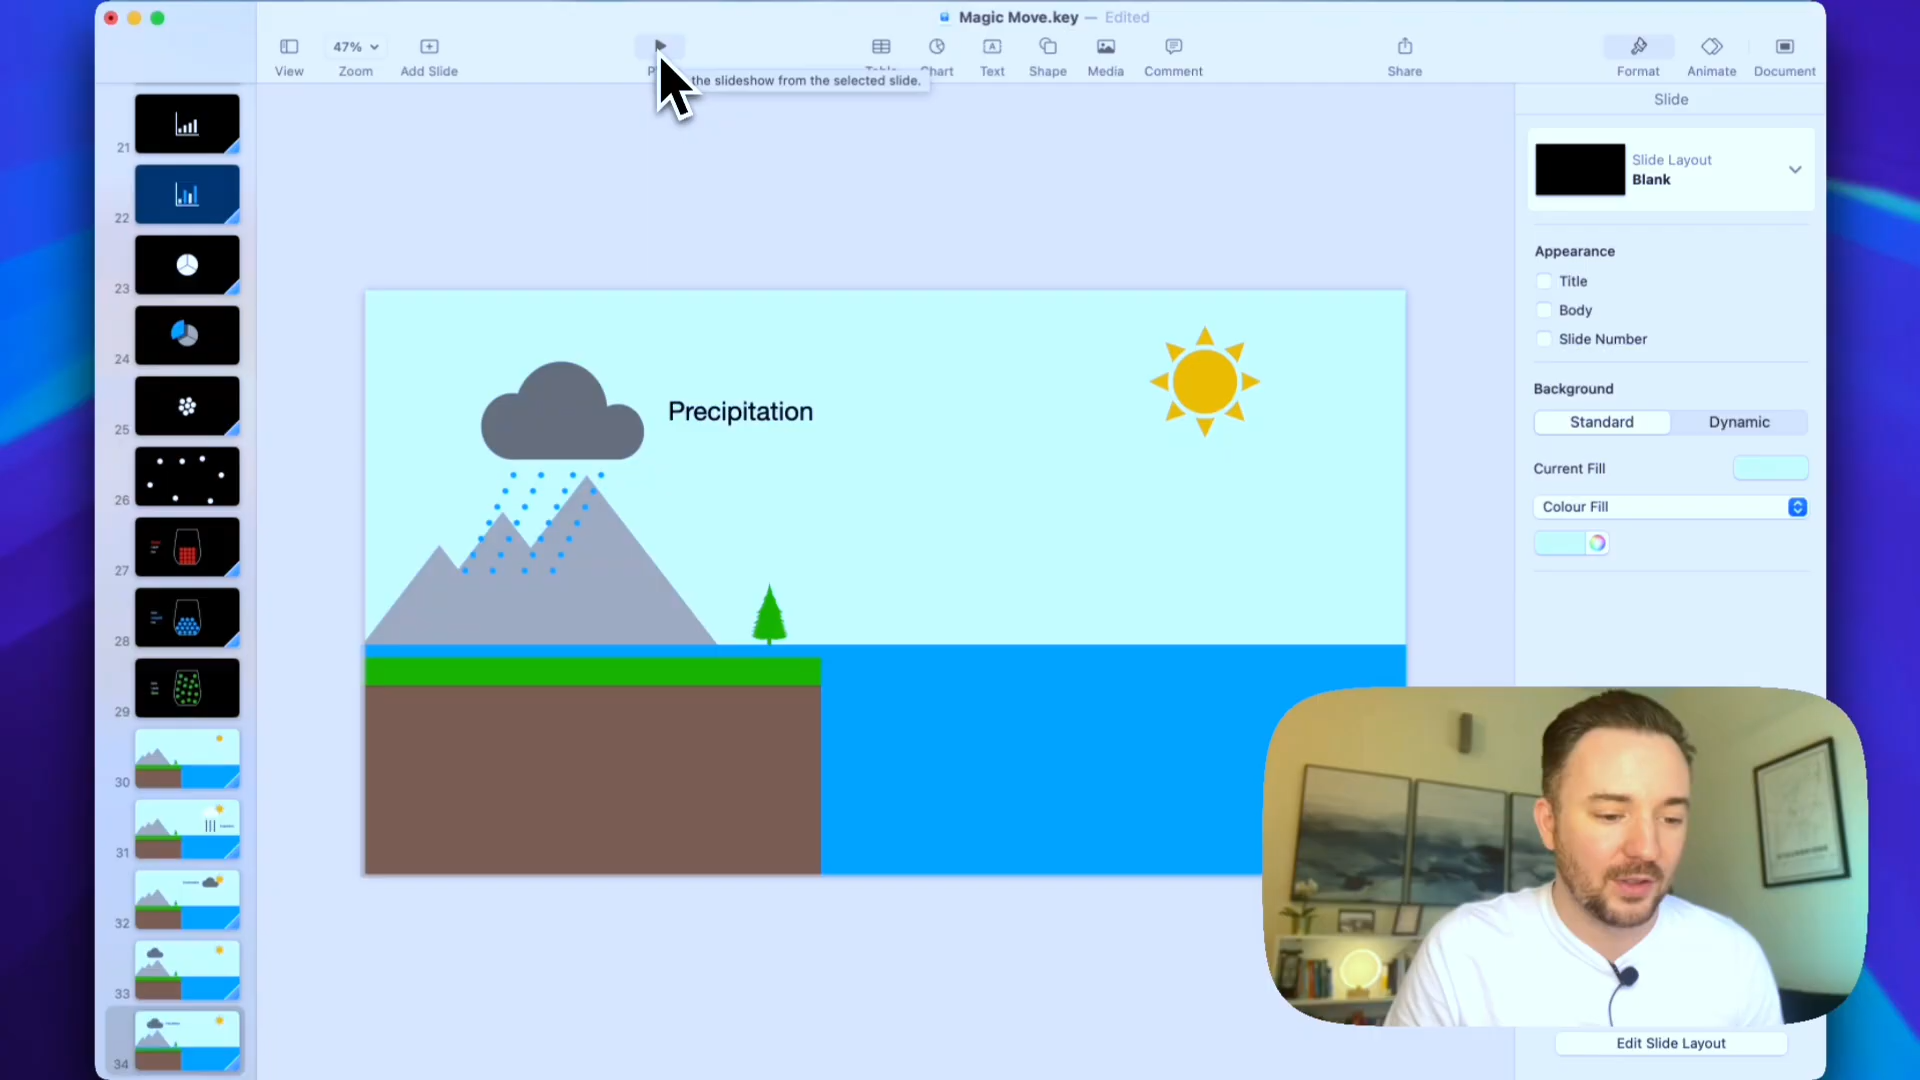 Magic Move.key — Edited
47%
View
Zoom
Add Slide
Table
Chart
Text
Shape
Media
Comment
Share
Format
Animate
Document
the slideshow from the selected slide.
Slide
Slide Layout
Blank
Appearance
Title
Body
Slide Number
Background
Standard
Dynamic
Current Fill
Colour Fill
Edit Slide Layout
Precipitation
21
22
23
24
25
26
27
28
29
30
31
32
33
34